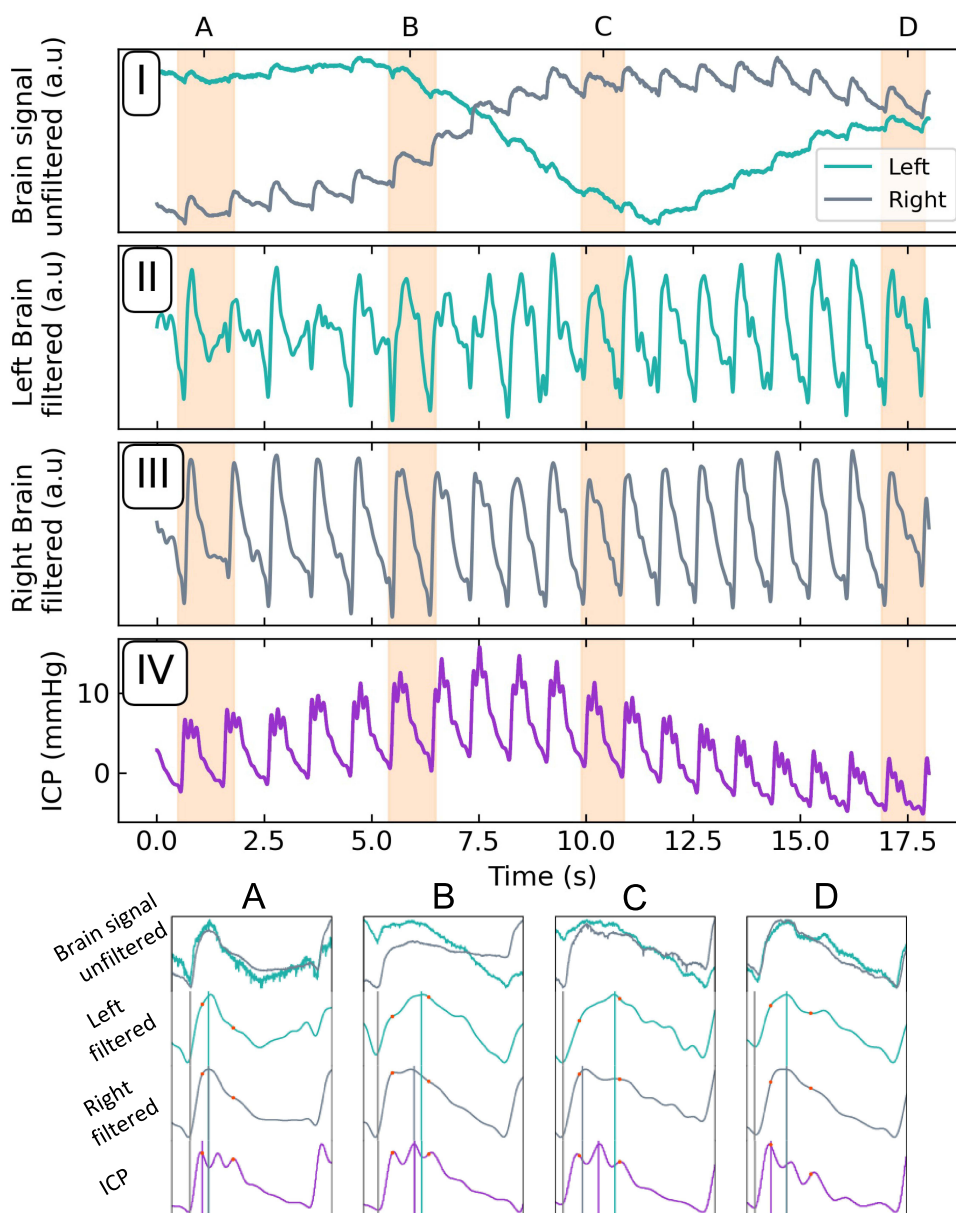 A B C D
I
Brain signal
unfiltered (a.u)
Left
Right
II
Left Brain
filtered (a.u)
III
Right Brain
filtered (a.u)
IV
ICP (mmHg)
10
0
0.0 2.5 5.0 7.5 10.0 12.5 15.0 17.5
Time (s)
A B C D
Brain signal
unfiltered
Left
filtered
Right
filtered
ICP